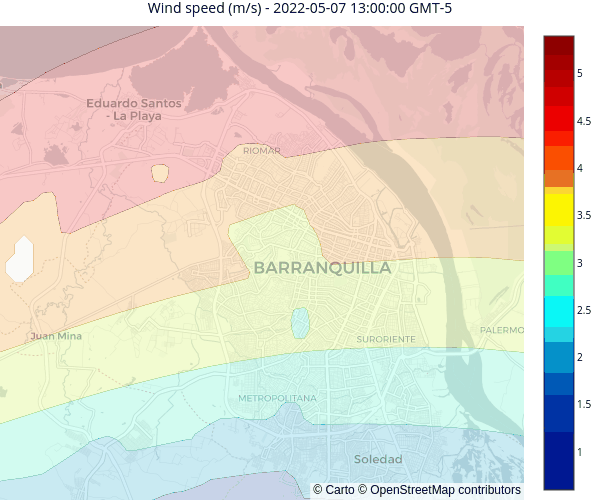 Wind speed (m/s) - 2022-05-07 13:00:00 GMT-5
Eduardo Santos
- La Playa
RIOMAR
BARRANQUILLA
Juan Mina
SURORIENTE
PALERMO
METROPOLITANA
Soledad
© Carto © OpenStreetMap contributors
5
4.5
4
3.5
3
2.5
2
1.5
1